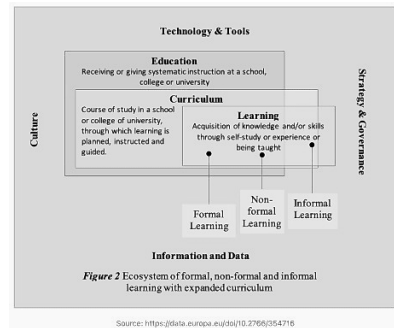 Technology & Tools
Education
Receiving or giving systematic instruction at a school,
college or university
Curriculum
Course of study in a school
or college of university,
through which learning is
planned, instructed and
guided.
Learning
Acquisition of knowledge and/or skills
through self-study or experience or
being taught
Culture
Strategy & Governance
Formal
Learning
Non-
formal
Learning
Informal
Learning
Information and Data
Figure 2 Ecosystem of formal, non-formal and informal
learning with expanded curriculum
Source: https://data.europa.eu/doi/10.2766/354716